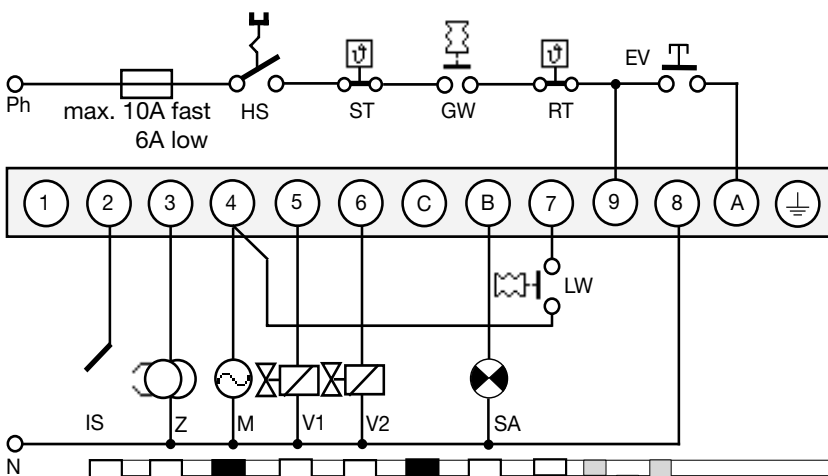 EV
Ph max. 10A fast HS ST GW RT
6A low
1 2 3 4 5 6 C B 7 9 8 A
LW
IS Z M V1 V2 SA
N